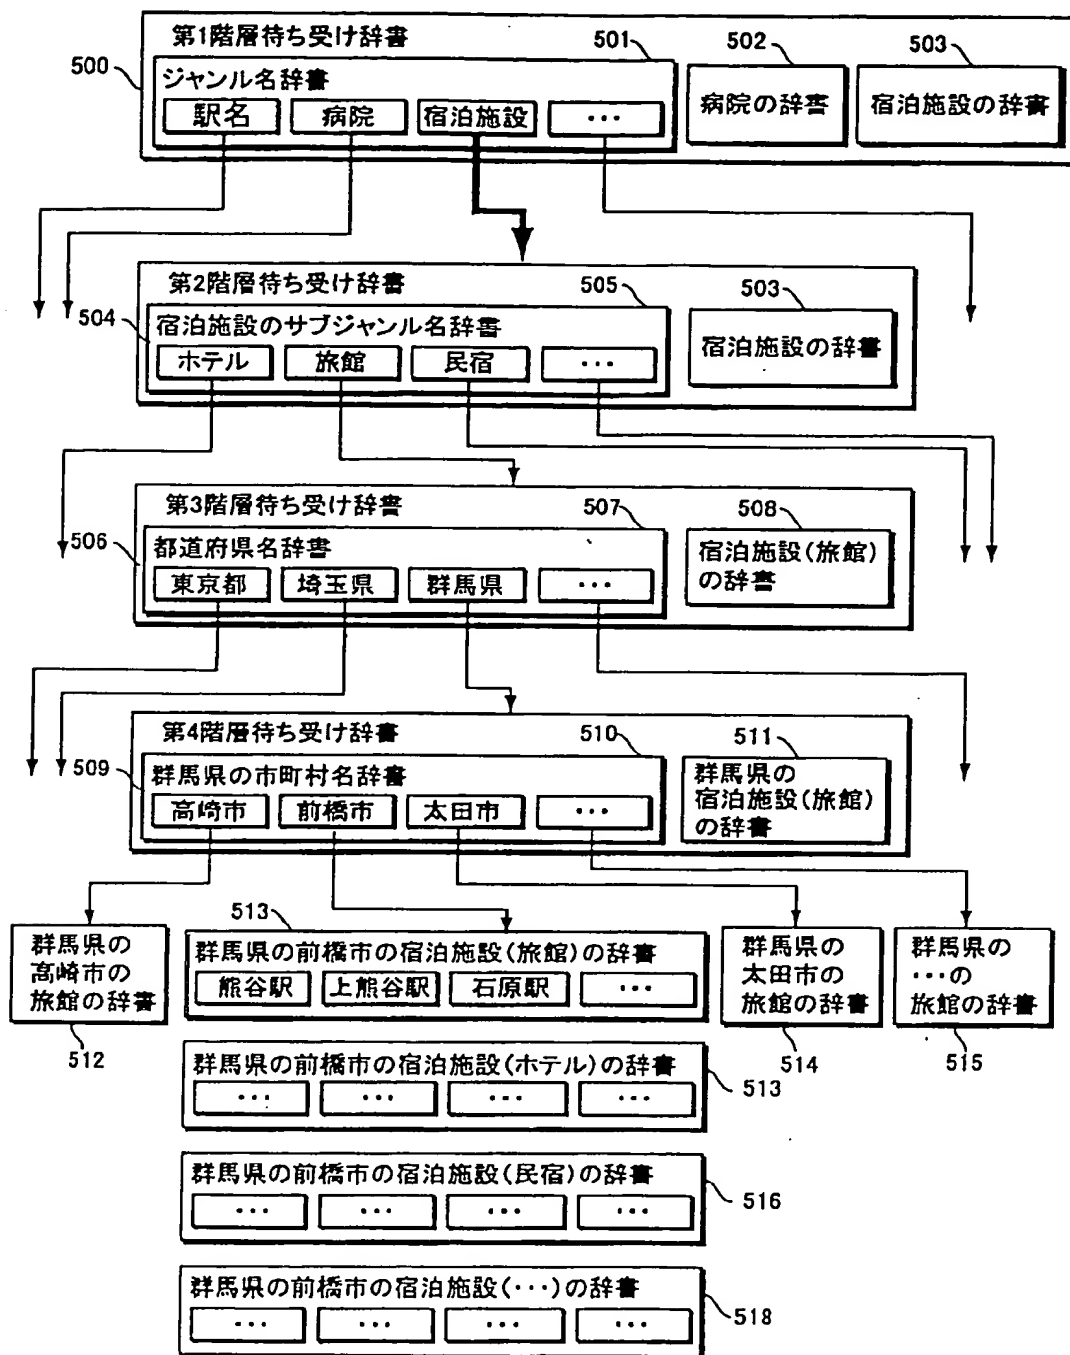 第1階層待ち受け辞書
500
501
502
503
ジャンル名辞書
駅名
病院
宿泊施設
・・・
病院の辞書
宿泊施設の辞書
第2階層待ち受け辞書
504
505
503
宿泊施設のサブジャンル名辞書
ホテル
旅館
民宿
・・・
宿泊施設の辞書
第3階層待ち受け辞書
506
507
508
都道府県名辞書
東京都
埼玉県
群馬県
・・・
宿泊施設(旅館)
の辞書
第4階層待ち受け辞書
509
510
511
群馬県の市町村名辞書
高崎市
前橋市
太田市
・・・
群馬県の
宿泊施設(旅館)
の辞書
群馬県の
高崎市の
旅館の辞書
512
513
群馬県の前橋市の宿泊施設(旅館)の辞書
熊谷駅
上熊谷駅
石原駅
・・・
群馬県の
太田市の
旅館の辞書
514
群馬県の
・・・の
旅館の辞書
515
群馬県の前橋市の宿泊施設(ホテル)の辞書
・・・
・・・
・・・
・・・
513
群馬県の前橋市の宿泊施設(民宿)の辞書
・・・
・・・
・・・
・・・
516
群馬県の前橋市の宿泊施設(・・・)の辞書
・・・
・・・
・・・
・・・
518